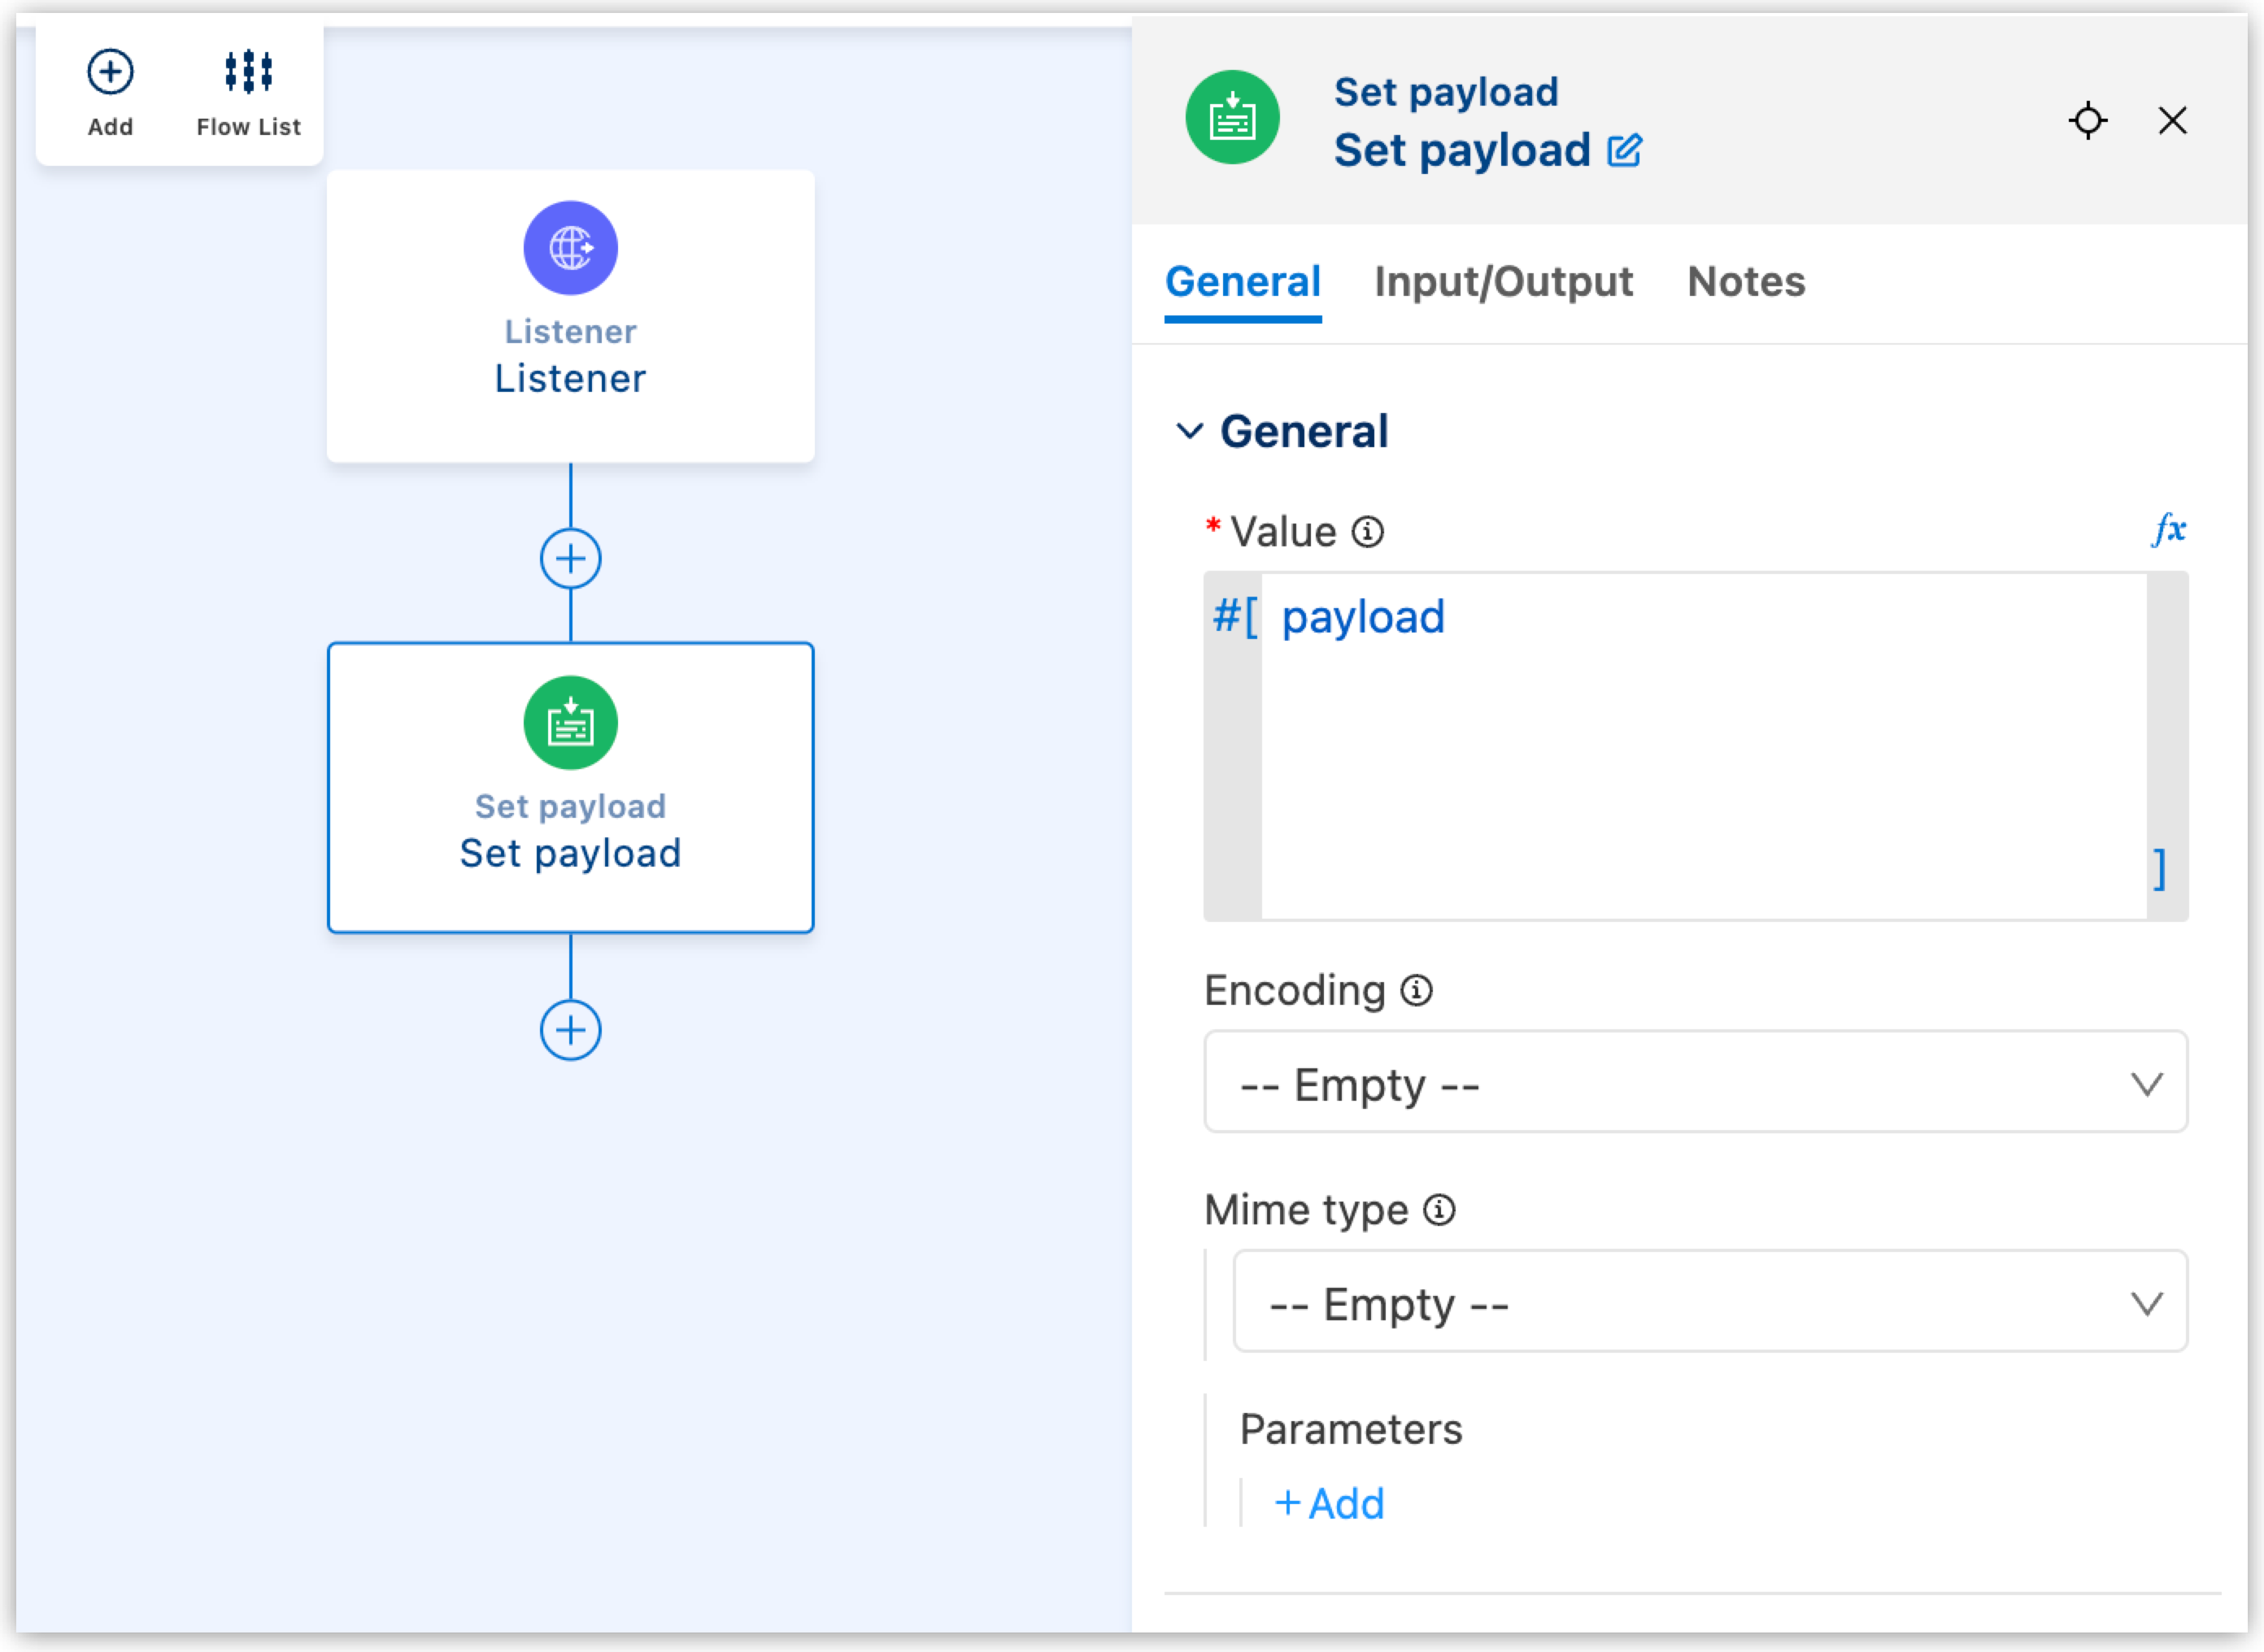 Add
Flow List
Listener
Listener
Set payload
Set payload
Set payload
Set payload
General Input/Output Notes
General
* Value
fx
#[ payload
]
Encoding
-- Empty --
Mime type
-- Empty --
Parameters
+ Add